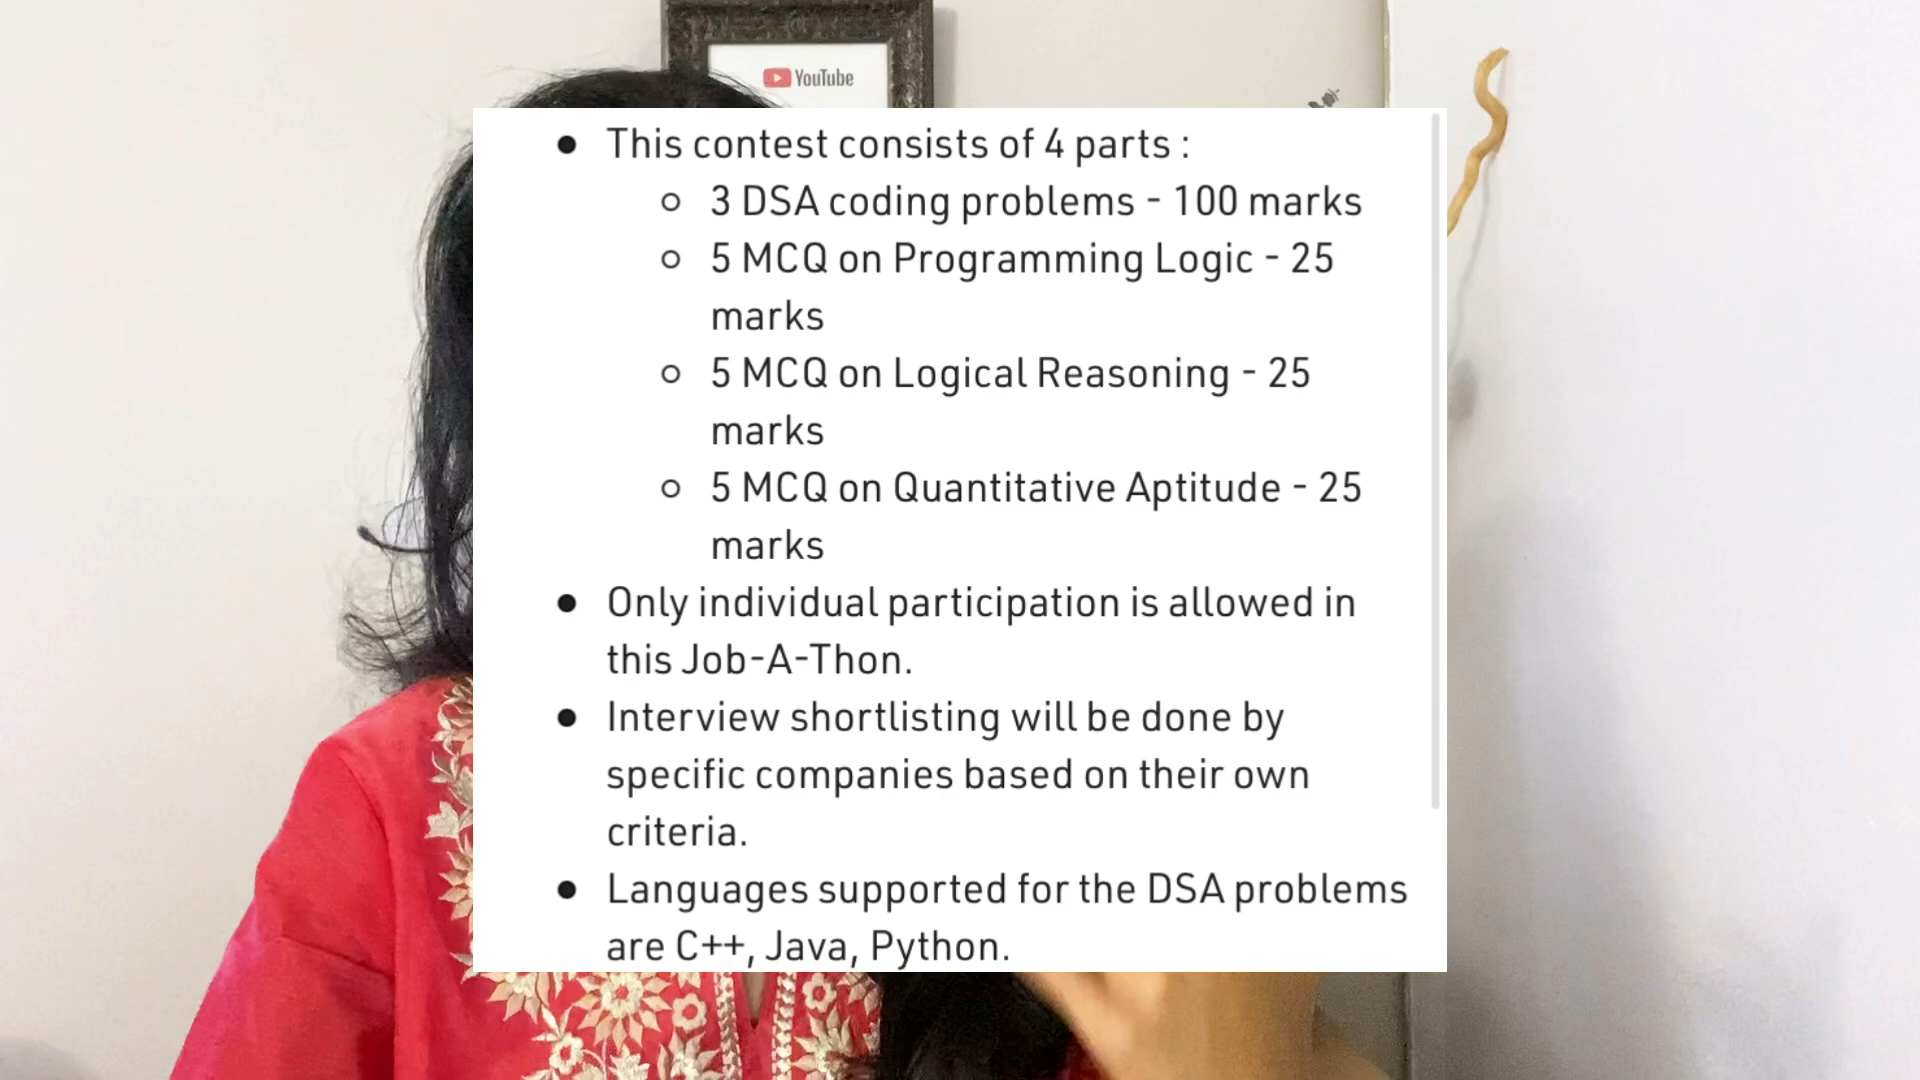 YouTube
● This contest consists of 4 parts :
○ 3 DSA coding problems - 100 marks
○ 5 MCQ on Programming Logic - 25
marks
○ 5 MCQ on Logical Reasoning - 25
marks
○ 5 MCQ on Quantitative Aptitude - 25
marks
● Only individual participation is allowed in
this Job-A-Thon.
● Interview shortlisting will be done by
specific companies based on their own
criteria.
● Languages supported for the DSA problems
are C++, Java, Python.